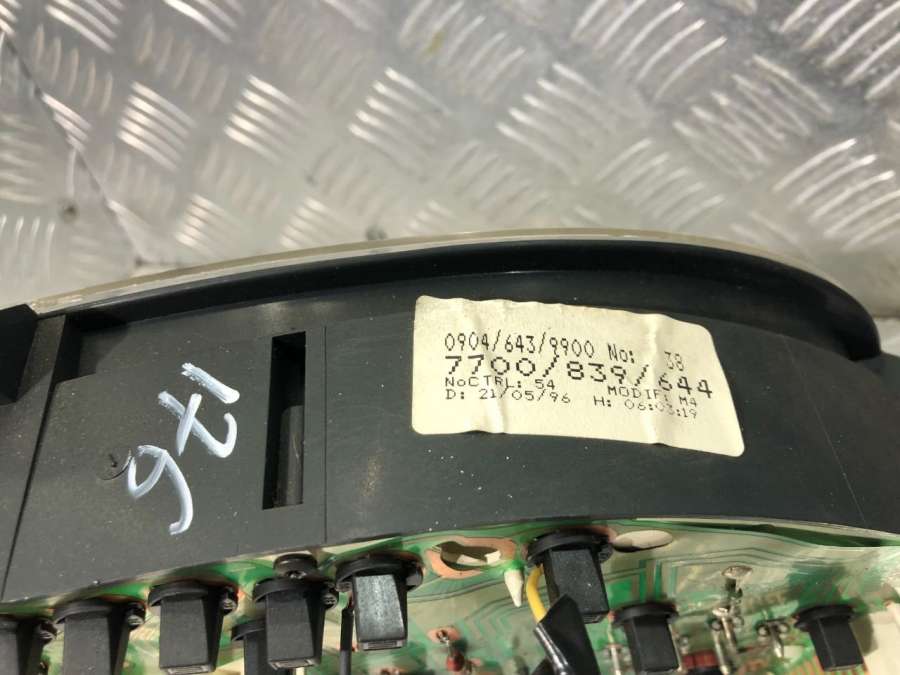 0904/643/9900 No: 38
7700/839/644
NoCTRL: 54 MODIF: M4
D: 21/05/96 H: 06:03:19
126